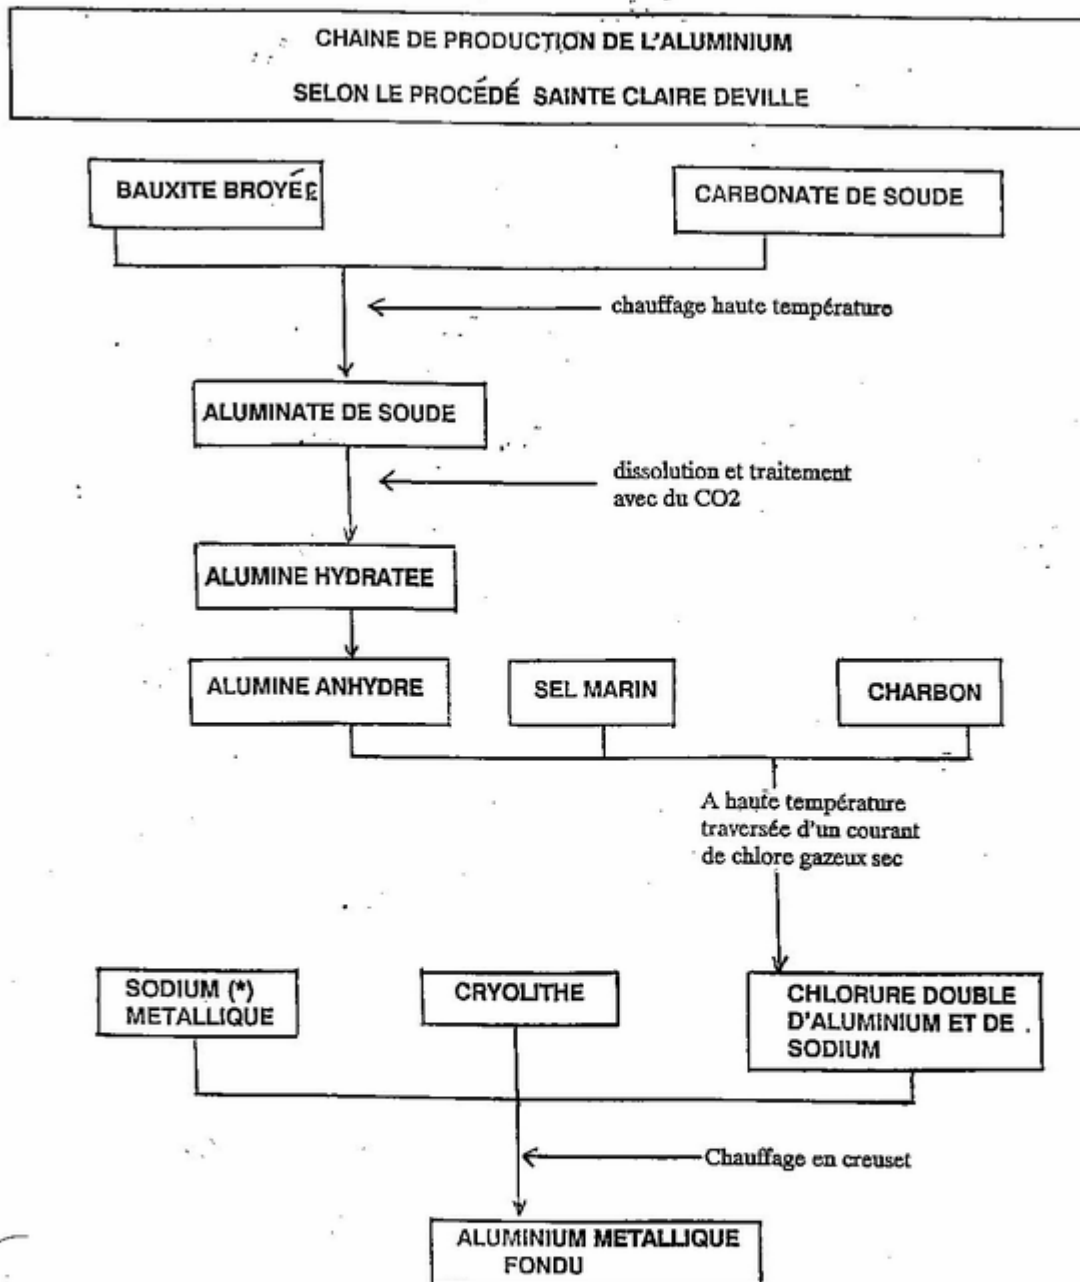 CHAINE DE PRODUCTION DE L'ALUMINIUM
SELON LE PROCÉDÉ SAINTE CLAIRE DEVILLE
BAUXITE BROYÉE
CARBONATE DE SOUDE
chauffage haute température
ALUMINATE DE SOUDE
dissolution et traitement
avec du CO2
ALUMINE HYDRATEE
ALUMINE ANHYDRE
SEL MARIN
CHARBON
A haute température
traversée d'un courant
de chlore gazeux sec
SODIUM (*)
METALLIQUE
CRYOLITHE
CHLORURE DOUBLE
D'ALUMINIUM ET DE
SODIUM
Chauffage en creuset
ALUMINIUM METALLIQUE
FONDU